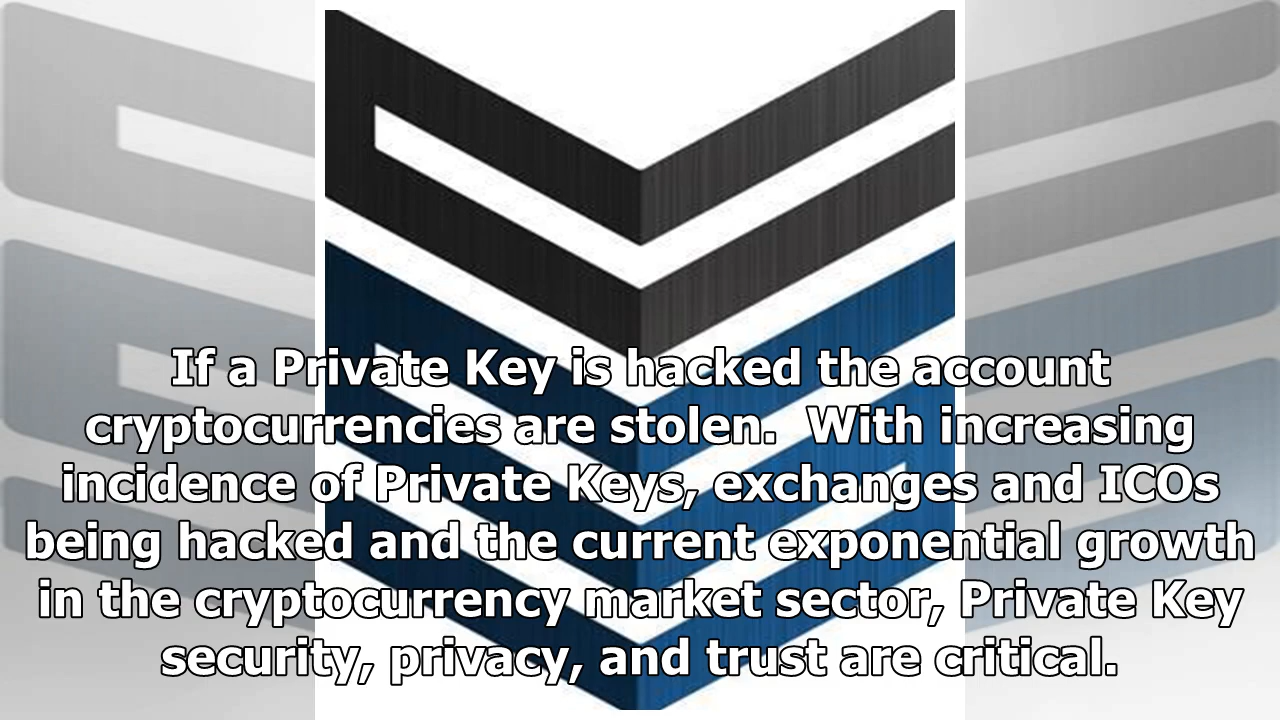 If a Private Key is hacked the account
cryptocurrencies are stolen.  With increasing
incidence of Private Keys, exchanges and ICOs
being hacked and the current exponential growth
in the cryptocurrency market sector, Private Key
security, privacy, and trust are critical.